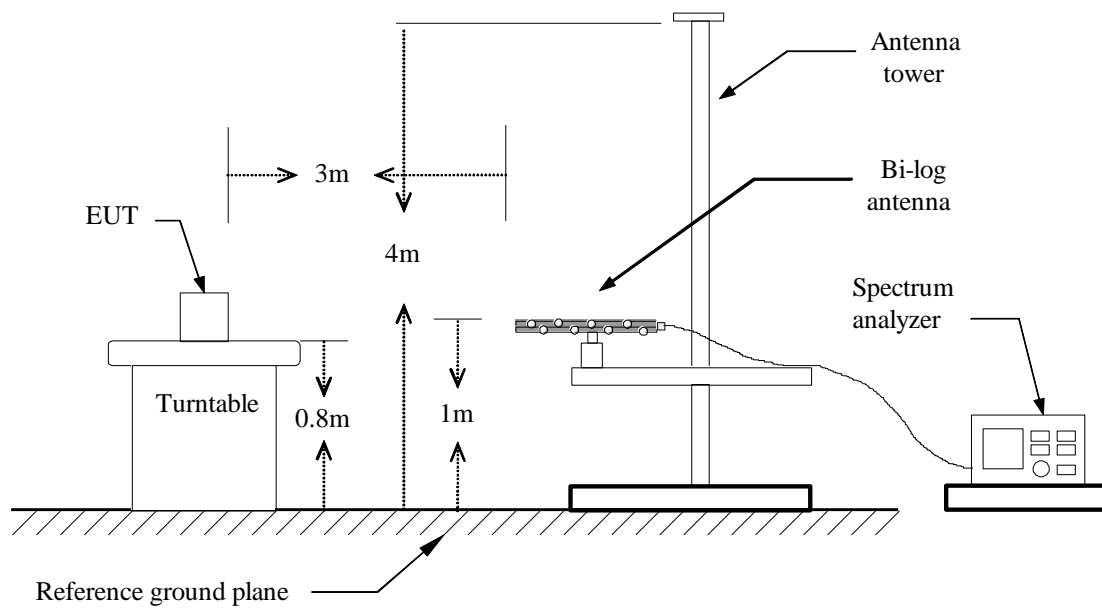 Antenna
tower
3m
Bi-log
antenna
EUT
4m
Spectrum
analyzer
Turntable
0.8m
1m
Reference ground plane